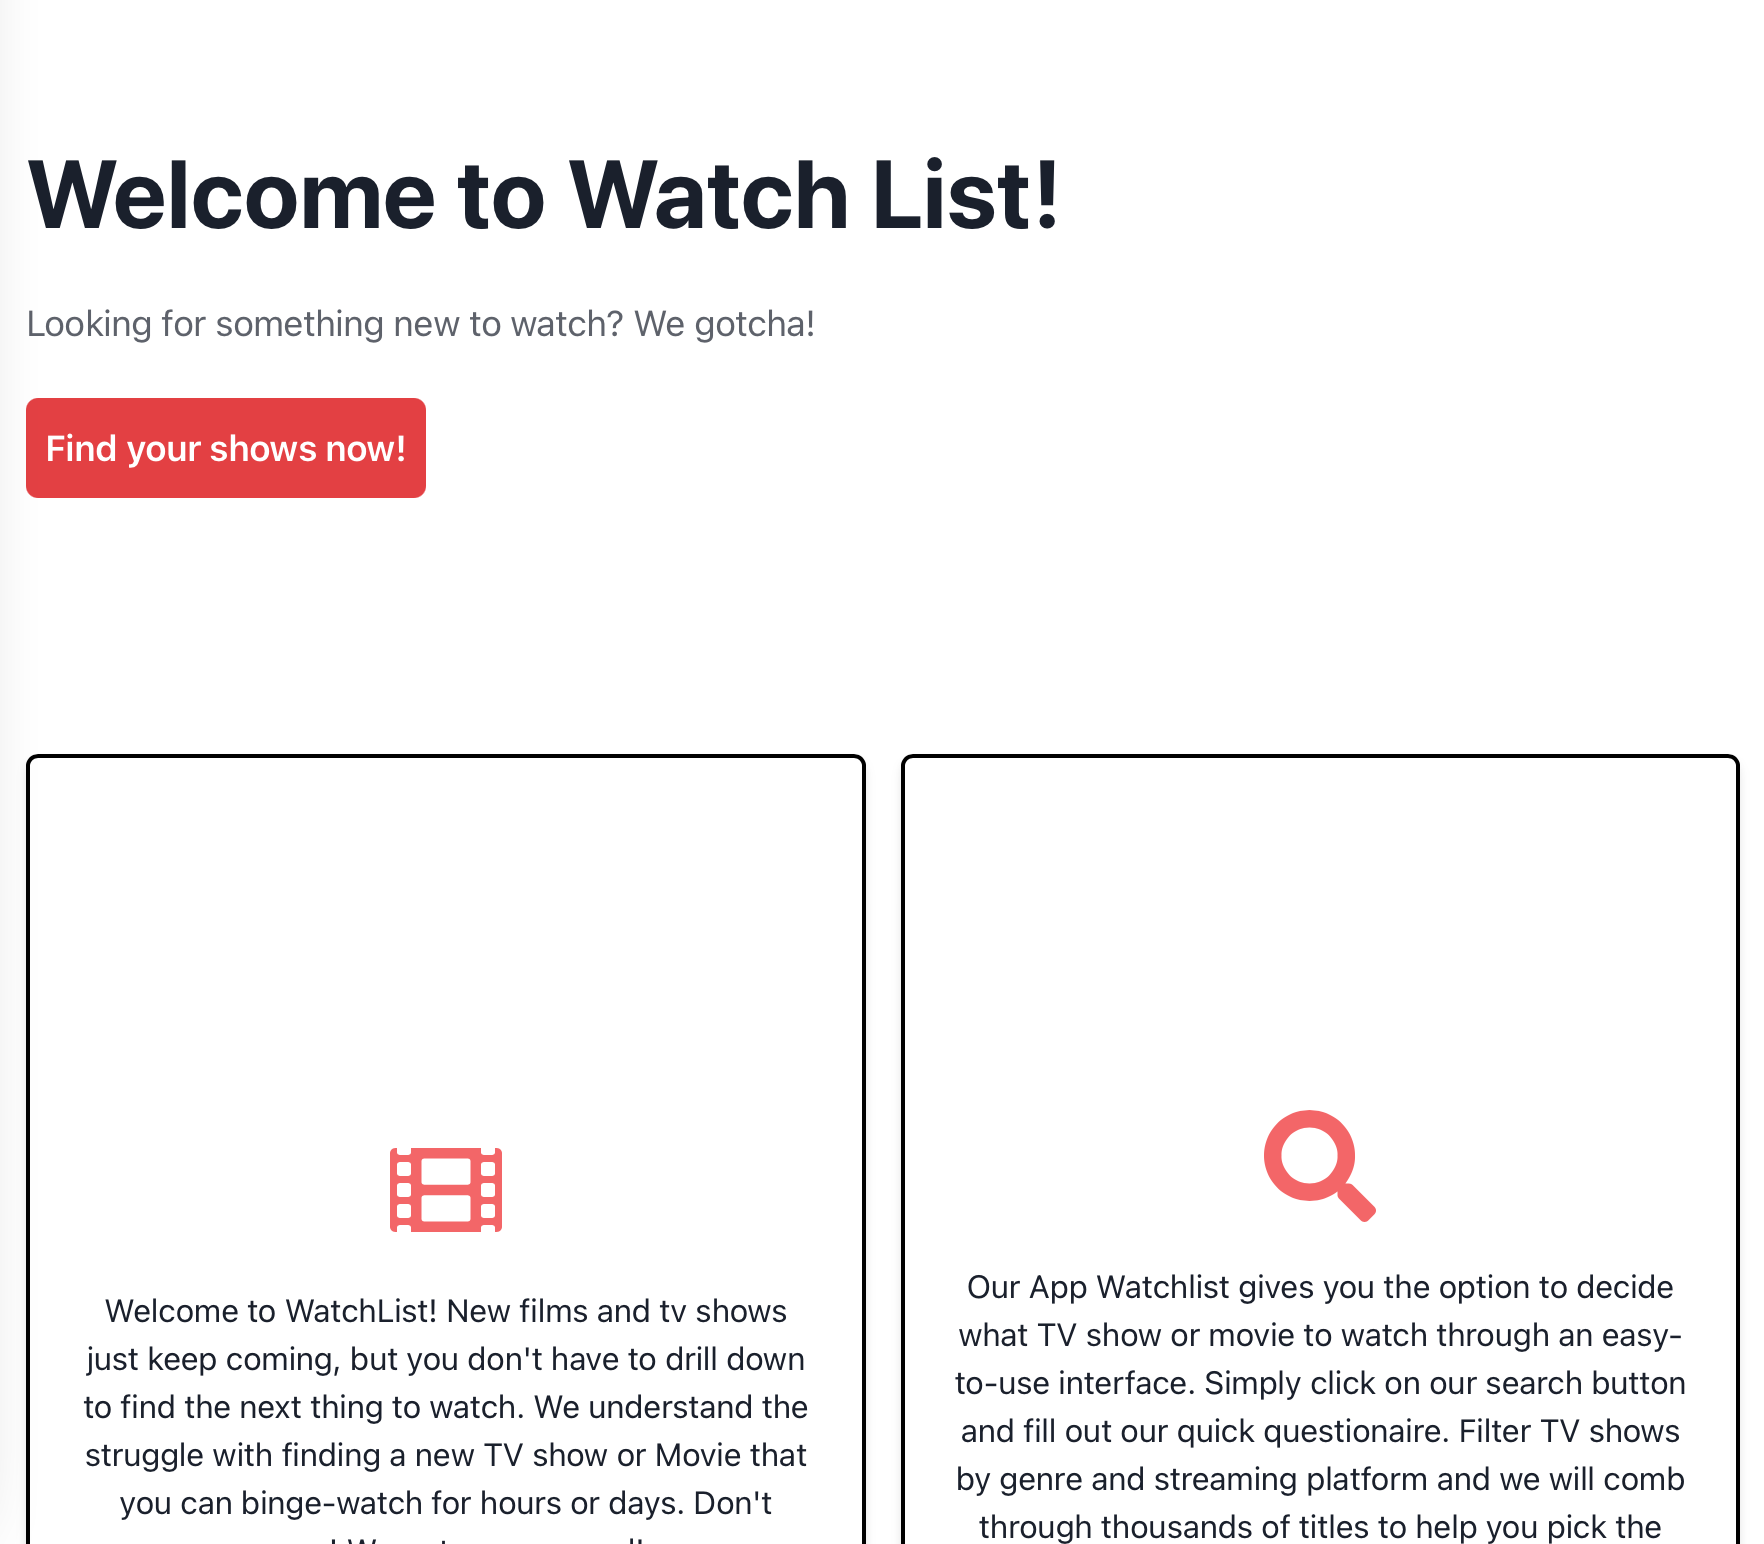 Welcome to Watch List!
Looking for something new to watch? We gotcha!
Find your shows now!
Welcome to WatchList! New films and tv shows
just keep coming, but you don't have to drill down
to find the next thing to watch. We understand the
struggle with finding a new TV show or Movie that
you can binge-watch for hours or days. Don't
Our App Watchlist gives you the option to decide
what TV show or movie to watch through an easy-
to-use interface. Simply click on our search button
and fill out our quick questionaire. Filter TV shows
by genre and streaming platform and we will comb
through thousands of titles to help you pick the